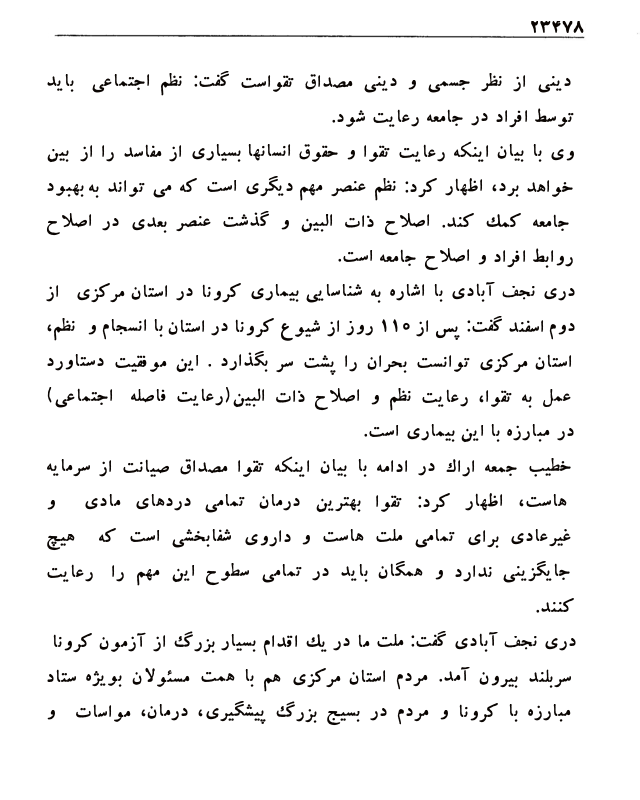 ۲۳۴۷۸
دینی از نظر جسمی و دینی مصداق تقواست گفت: نظم اجتماعی باید
توسط افراد در جامعه رعایت شود.
وی با بیان اینکه رعایت تقوا و حقوق انسانها بسیاری از مفاسد را از بین
خواهد برد، اظهار کرد: نظم عنصر مهم دیگری است که می تواند به بهبود
جامعه کمك کند. اصلاح ذات البین و گذشت عنصر بعدی در اصلاح
روابط افراد و اصلاح جامعه است.
دری نجف آبادی با اشاره به شناسایی بیماری کرونا در استان مرکزی از
دوم اسفند گفت: پس از ۱۱۵ روز از شیوع کرونا در استان با انسجام و نظم،
استان مرکزی توانست بحران را پشت سر بگذارد . این موفقیت دستاورد
عمل به تقوا، رعایت نظم و اصلاح ذات البین(رعایت فاصله اجتماعی)
در مبارزه با این بیماری است.
خطیب جمعه اراك در ادامه با بیان اینکه تقوا مصداق صیانت از سرمایه
هاست، اظهار کرد: تقوا بهترین درمان تمامی دردهای مادی و
غیرعادی برای تمامی ملت هاست و داروی شفابخشی است که هیچ
جایگزینی ندارد و همگان باید در تمامی سطوح این مهم را رعایت
کنند.
دری نجف آبادی گفت: ملت ما در یك اقدام بسیار بزرگ از آزمون کرونا
سربلند بیرون آمد. مردم استان مرکزی هم با همت مسئولان بویژه ستاد
مبارزه با کرونا و مردم در بسیج بزرگ پیشگیری، درمان، مواسات و